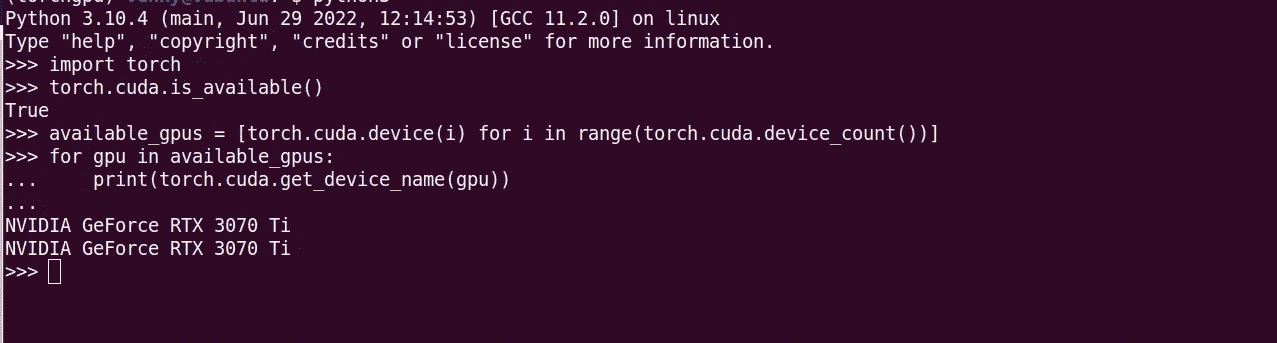 Python 3.10.4 (main, Jun 29 2022, 12:14:53) [GCC 11.2.0] on linux
Type "help", "copyright", "credits" or "license" for more information.
>>> import torch
>>> torch.cuda.is_available()
True
>>> available_gpus = [torch.cuda.device(i) for i in range(torch.cuda.device_count())]
>>> for gpu in available_gpus:
...     print(torch.cuda.get_device_name(gpu))
...
NVIDIA GeForce RTX 3070 Ti
NVIDIA GeForce RTX 3070 Ti
>>>